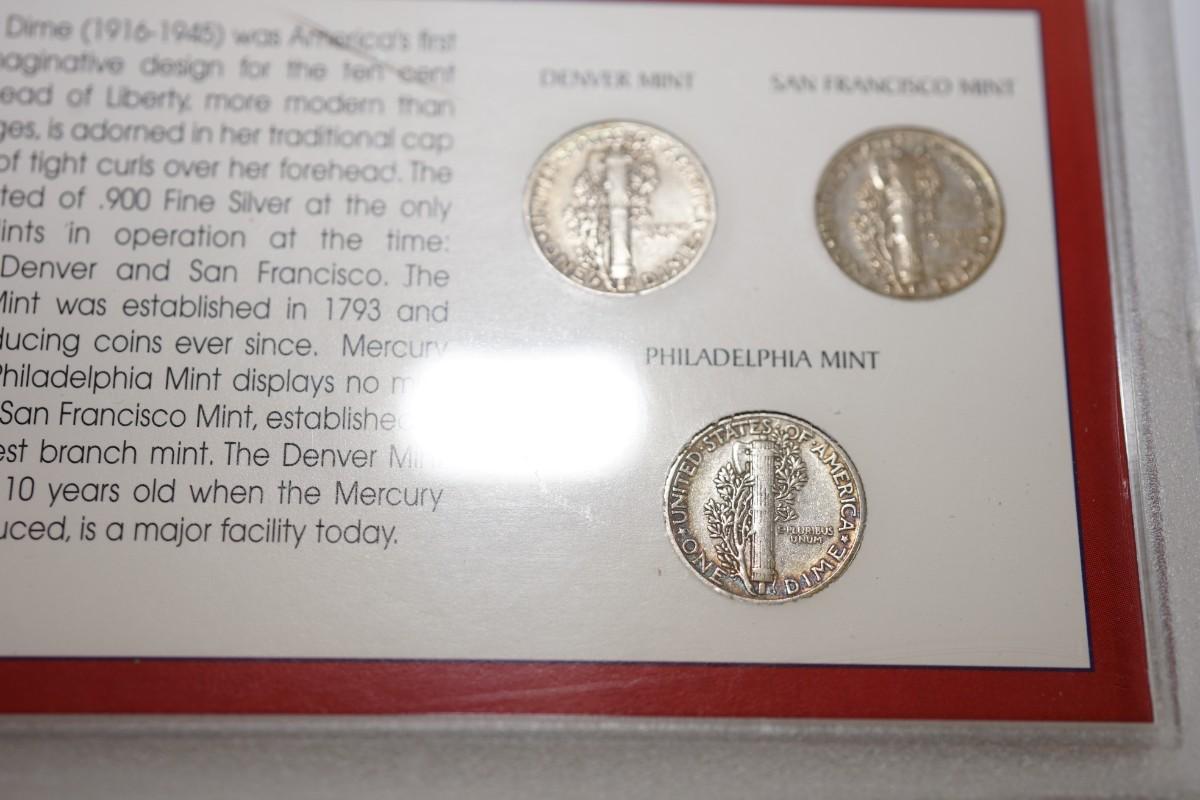 Dime (1916-1945) was America's first
aginative design for the ten cent
ead of Liberty, more modern than
ges, is adorned in her traditional cap
of tight curls over her forehead. The
ted of .900 Fine Silver at the only
ints in operation at the time:
Denver and San Francisco. The
Mint was established in 1793 and
ducing coins ever since. Mercury
Philadelphia Mint displays no m
San Francisco Mint, established
est branch mint. The Denver Min
10 years old when the Mercury
uced, is a major facility today.
DENVER MINT
SAN FRANCISCO MINT
PHILADELPHIA MINT
UNITED·STATES·OF·AMERICA
E·PLURIBUS
UNUM
ONE DIME